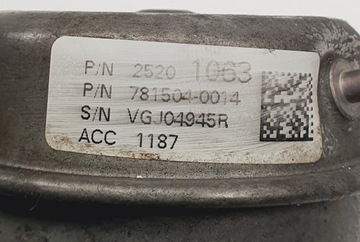 P/N 2520 1063
P/N 781504-0014
S/N VGJ04945R
ACC 1187